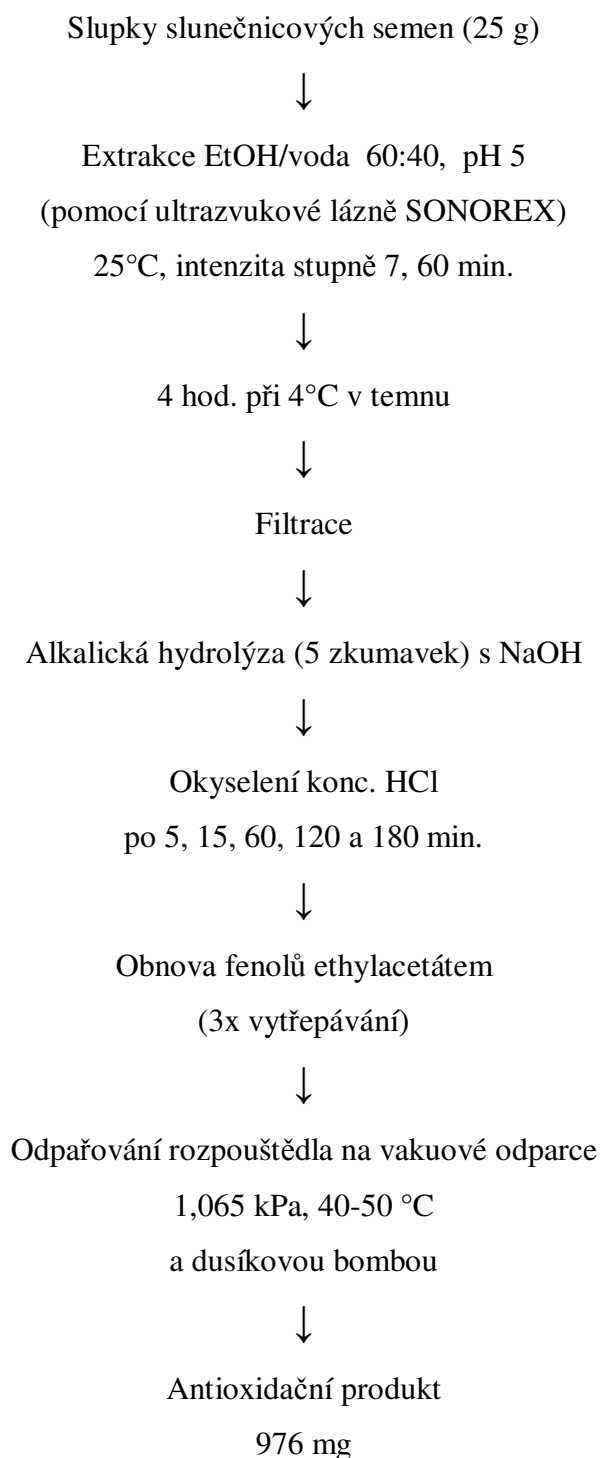 Slupky slunečnicových semen (25 g)
↓
Extrakce EtOH/voda  60:40,  pH 5
(pomocí ultrazvukové lázně SONOREX)
25°C, intenzita stupně 7, 60 min.
↓
4 hod. při 4°C v temnu
↓
Filtrace
↓
Alkalická hydrolýza (5 zkumavek) s NaOH
↓
Okyselení konc. HCl
po 5, 15, 60, 120 a 180 min.
↓
Obnova fenolů ethylacetátem
(3x vytřepávání)
↓
Odpařování rozpouštědla na vakuové odparce
1,065 kPa, 40-50 °C
a dusíkovou bombou
↓
Antioxidační produkt
976 mg